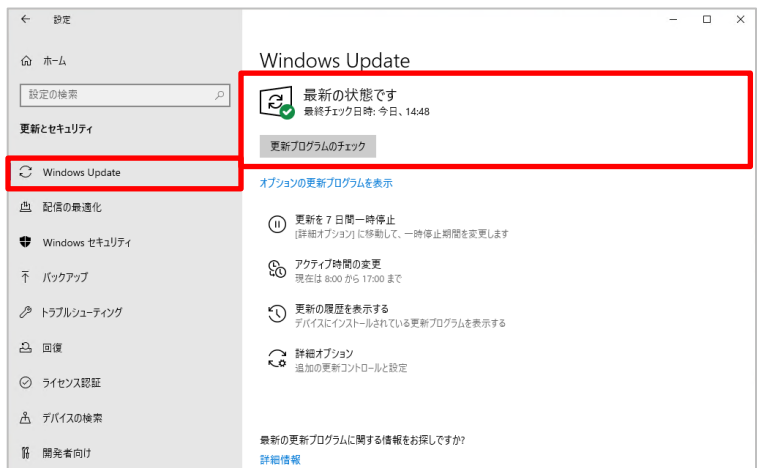 設定
ホーム
設定の検索
更新とセキュリティ
Windows Update
配信の最適化
Windows セキュリティ
バックアップ
トラブルシューティング
回復
ライセンス認証
デバイスの検索
開発者向け
Windows Update
最新の状態です
最終チェック日時: 今日、14:48
更新プログラムのチェック
オプションの更新プログラムを表示
更新を 7 日間一時停止
[詳細オプション] に移動して、一時停止期間を変更します
アクティブ時間の変更
現在は 8:00 から 17:00 まで
更新の履歴を表示する
デバイスにインストールされている更新プログラムを表示する
詳細オプション
追加の更新コントロールと設定
最新の更新プログラムに関する情報をお探しですか?
詳細情報